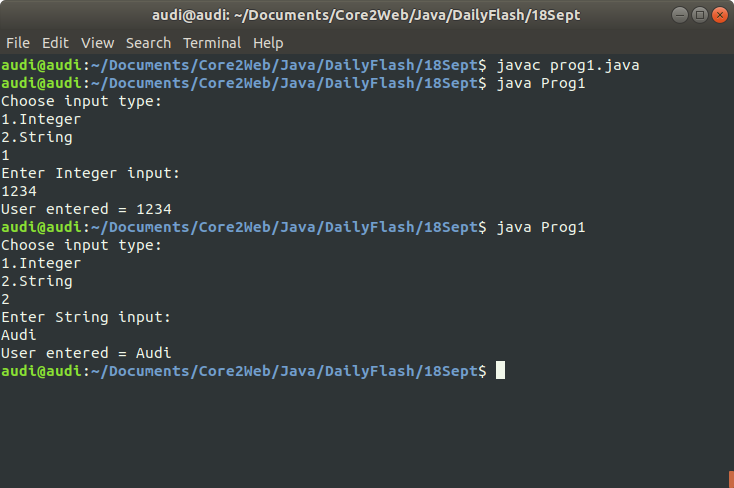 audi@audi: ~/Documents/Core2Web/Java/DailyFlash/18Sept
File Edit View Search Terminal Help
audi@audi:~/Documents/Core2Web/Java/DailyFlash/18Sept$ javac prog1.java
audi@audi:~/Documents/Core2Web/Java/DailyFlash/18Sept$ java Prog1
Choose input type:
1.Integer
2.String
1
Enter Integer input:
1234
User entered = 1234
audi@audi:~/Documents/Core2Web/Java/DailyFlash/18Sept$ java Prog1
Choose input type:
1.Integer
2.String
2
Enter String input:
Audi
User entered = Audi
audi@audi:~/Documents/Core2Web/Java/DailyFlash/18Sept$